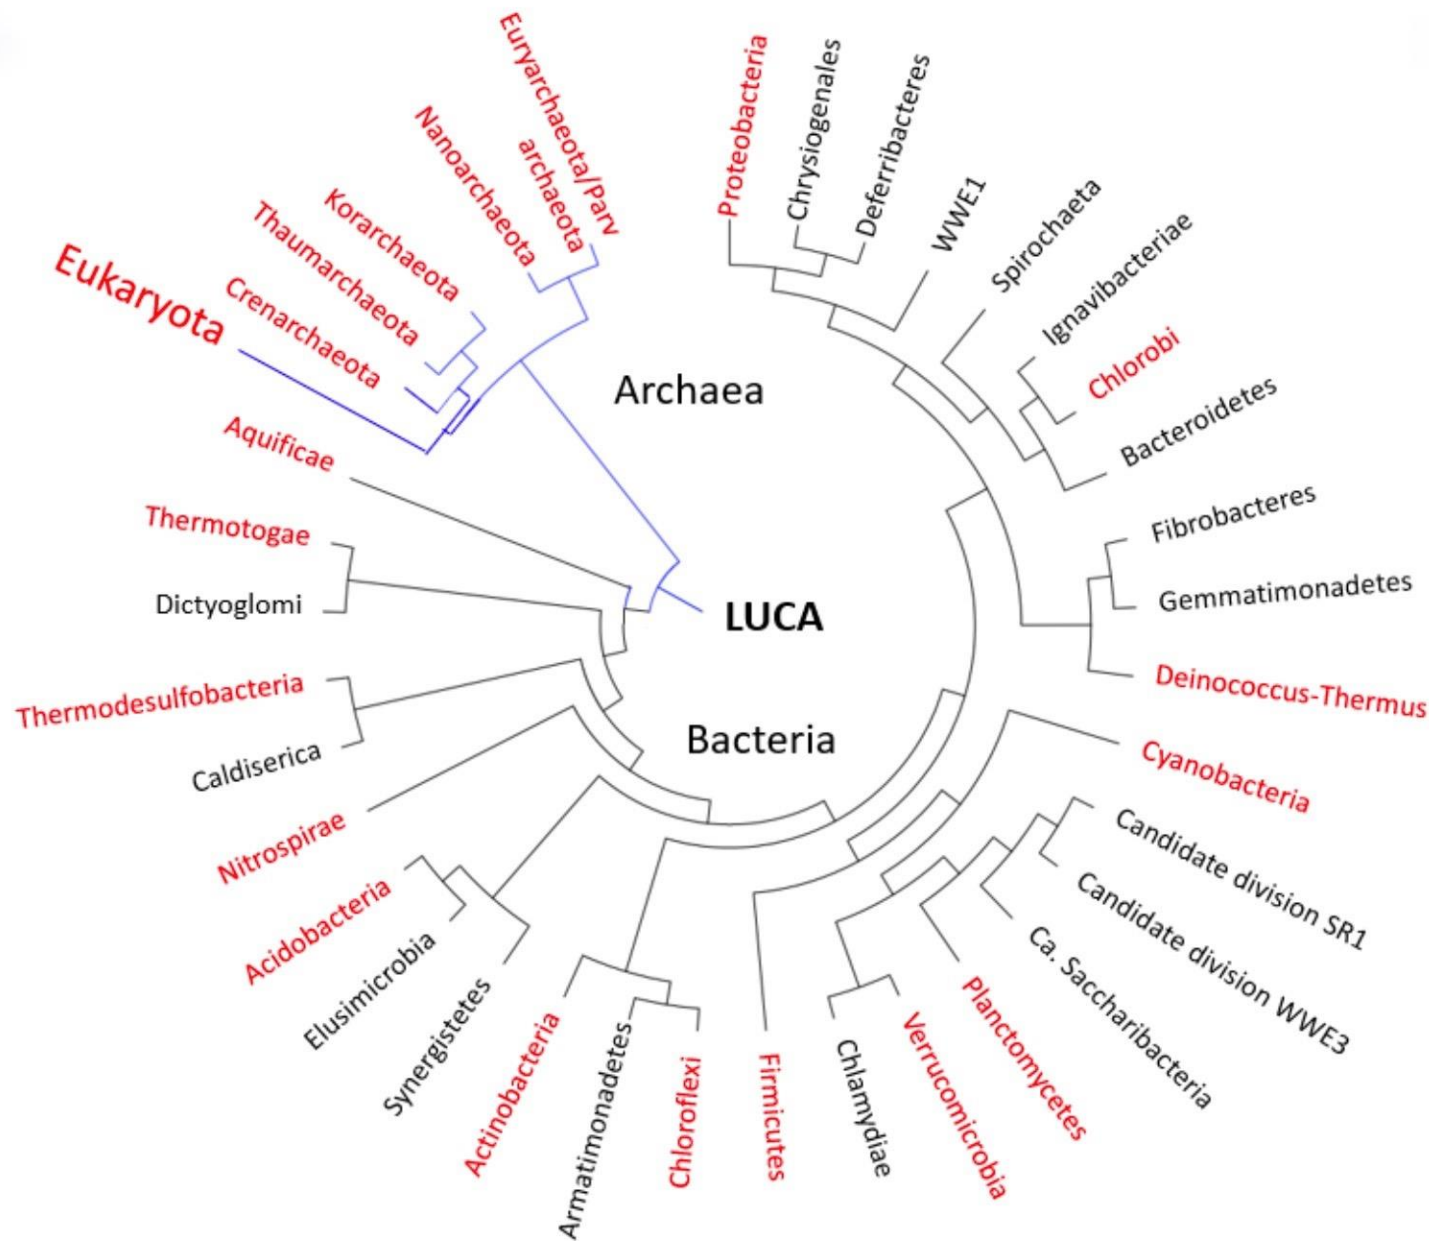 Euryarchaeota/Parv
archaeota
Nanoarchaeota
Korarchaeota
Thaumarchaeota
Crenarchaeota
Eukaryota
Aquificae
Thermotogae
Dictyoglomi
Thermodesulfobacteria
Caldiserica
Nitrospirae
Acidobacteria
Elusimicrobia
Synergistetes
Actinobacteria
Armatimonadetes
Chloroflexi
Firmicutes
Chlamydiae
Verrucomicrobia
Planctomycetes
Ca. Saccharibacteria
Candidate division WWE3
Candidate division SR1
Cyanobacteria
Deinococcus-Thermus
Gemmatimonadetes
Fibrobacteres
Bacteroidetes
Chlorobi
Ignavibacteriae
Spirochaeta
WWE1
Deferribacteres
Chrysiogenales
Proteobacteria
Archaea
LUCA
Bacteria